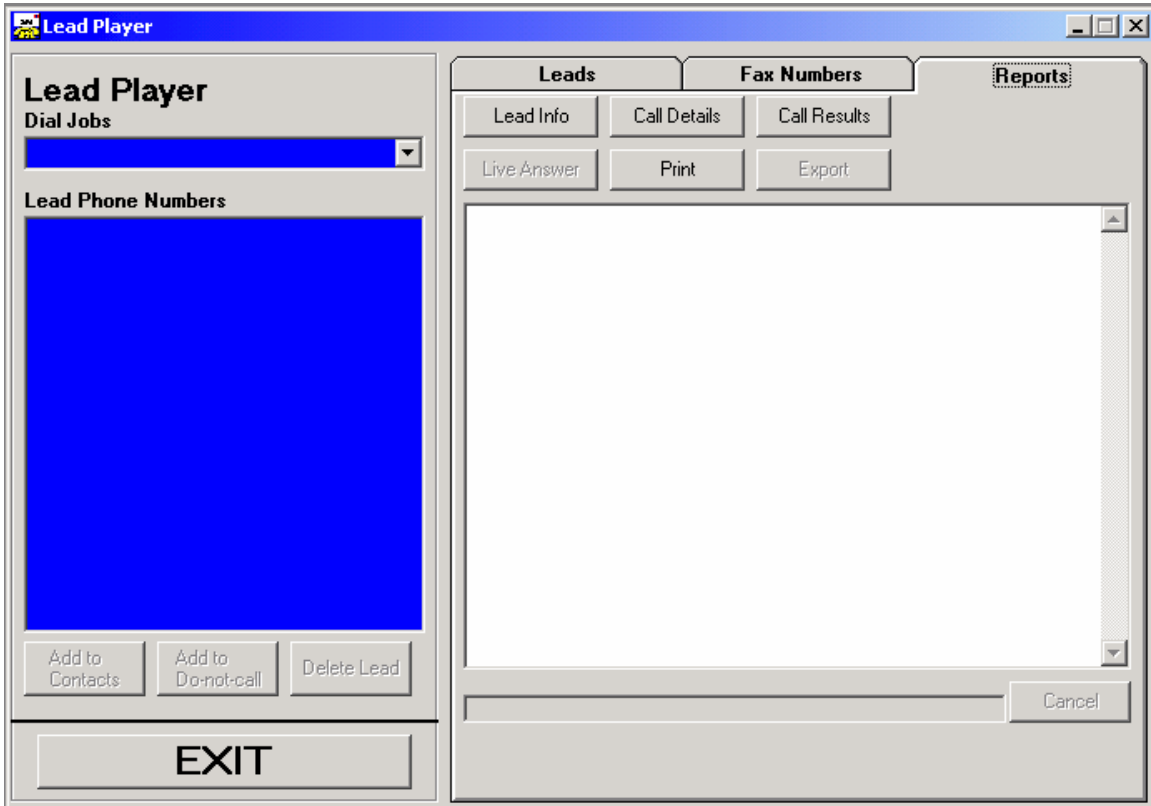 Lead Player
Lead Player
Dial Jobs
Lead Phone Numbers
Add to
Contacts
Add to
Do-not-call
Delete Lead
EXIT
Leads
Fax Numbers
Reports
Lead Info
Call Details
Call Results
Live Answer
Print
Export
Cancel